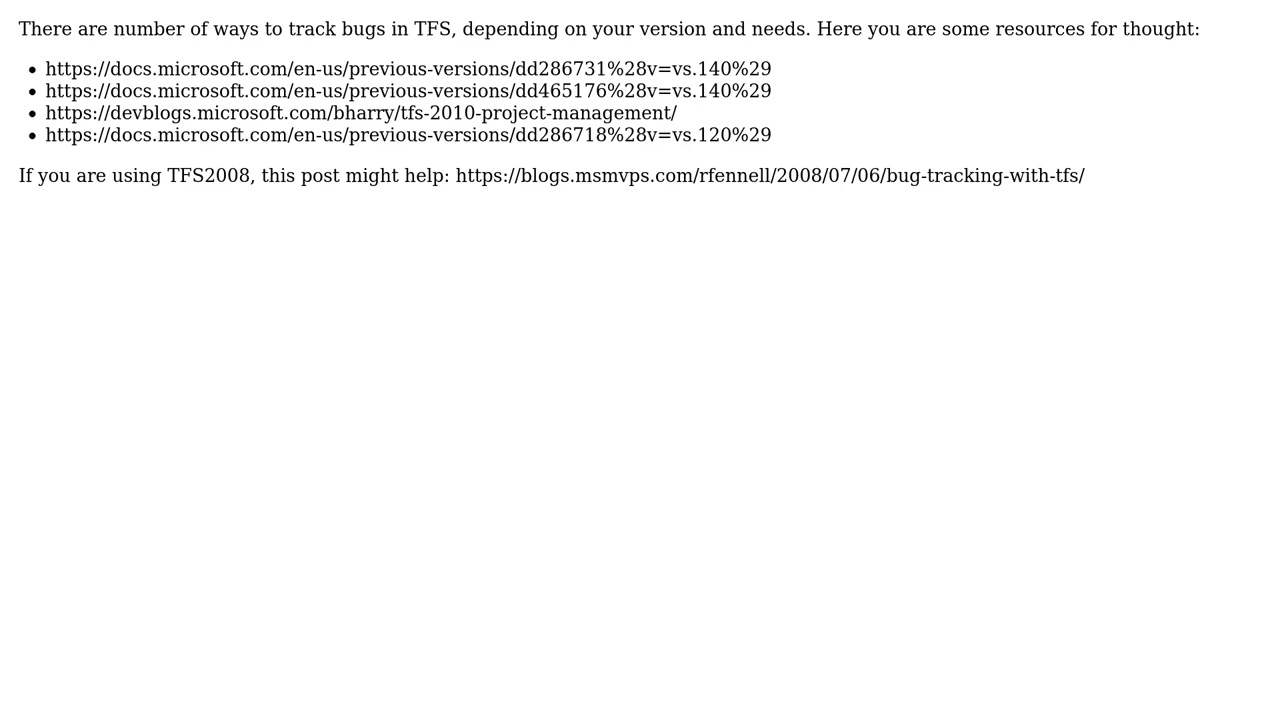 There are number of ways to track bugs in TFS, depending on your version and needs. Here you are some resources for thought:
• https://docs.microsoft.com/en-us/previous-versions/dd286731%28v=vs.140%29
• https://docs.microsoft.com/en-us/previous-versions/dd465176%28v=vs.140%29
• https://devblogs.microsoft.com/bharry/tfs-2010-project-management/
• https://docs.microsoft.com/en-us/previous-versions/dd286718%28v=vs.120%29
If you are using TFS2008, this post might help: https://blogs.msmvps.com/rfennell/2008/07/06/bug-tracking-with-tfs/